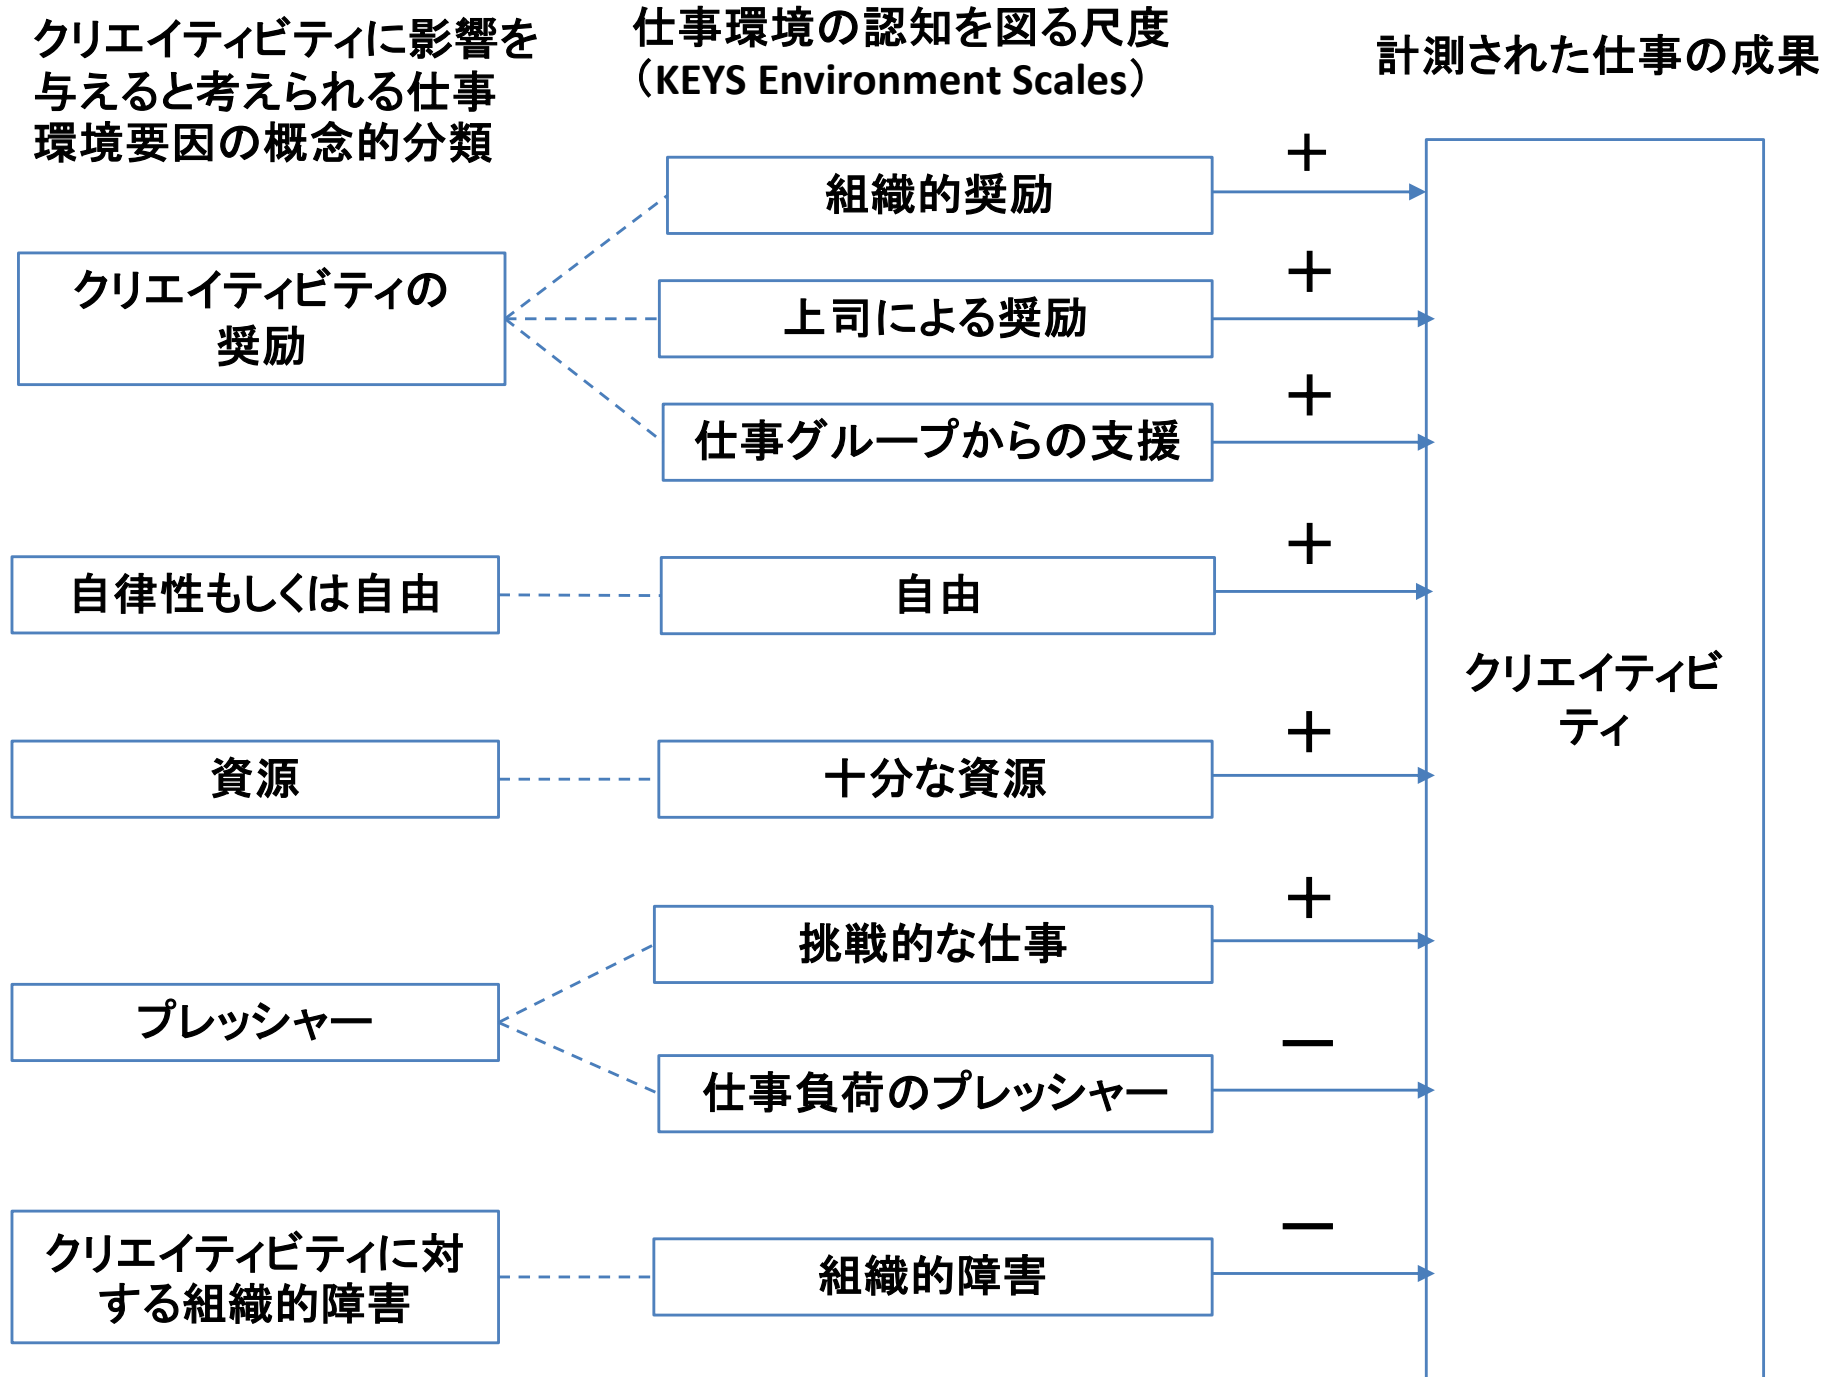 クリエイティビティに影響を
与えると考えられる仕事
環境要因の概念的分類
仕事環境の認知を図る尺度
（KEYS Environment Scales）
計測された仕事の成果
クリエイティビティの
奨励
組織的奨励
＋
上司による奨励
＋
仕事グループからの支援
＋
自律性もしくは自由
自由
＋
資源
十分な資源
＋
プレッシャー
挑戦的な仕事
＋
仕事負荷のプレッシャー
－
クリエイティビティに対
する組織的障害
組織的障害
－
クリエイティビ
ティ